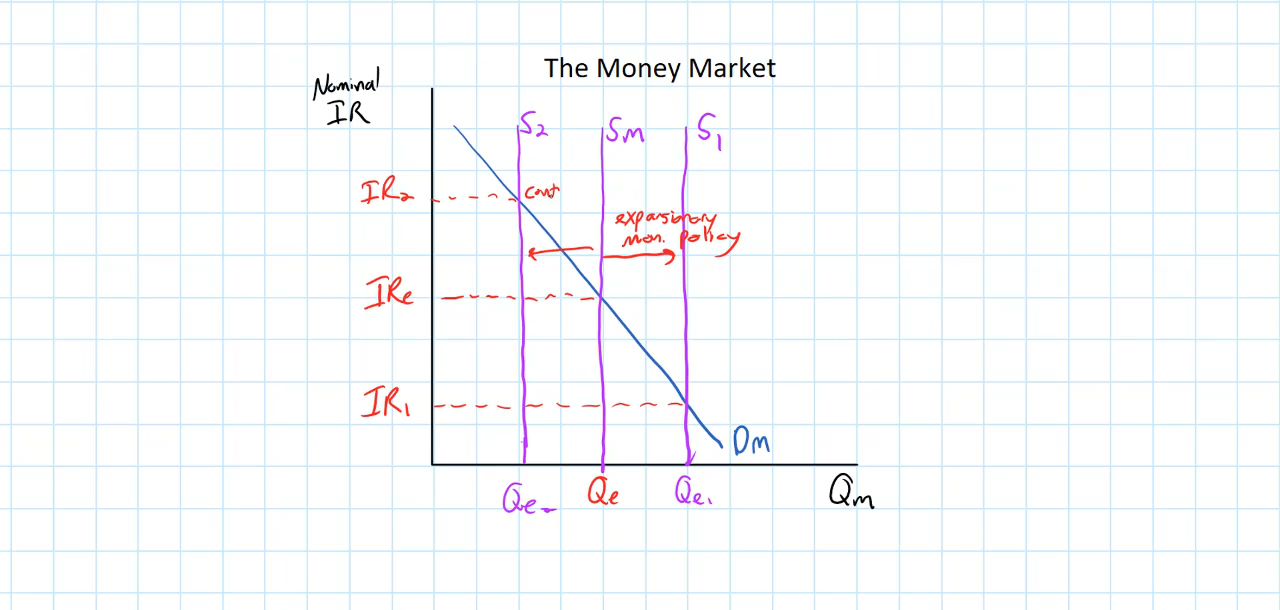 The Money Market
Nominal
IR
S2
Sm
S1
IR2
cont
expansionary
mon. policy
IRe
IR1
Dm
Qe2
Qe
Qe1
Qm